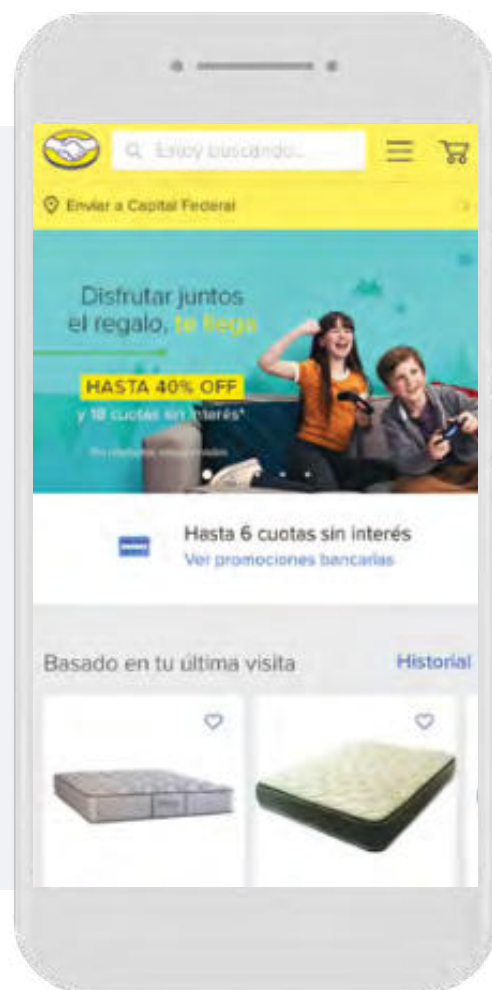 Estoy buscando...
Enviar a Capital Federal
Disfrutar juntos
el regalo, te llega
HASTA 40% OFF
y 18 cuotas sin interés*
Hasta 6 cuotas sin interés
Ver promociones bancarias
Basado en tu última visita
Historial